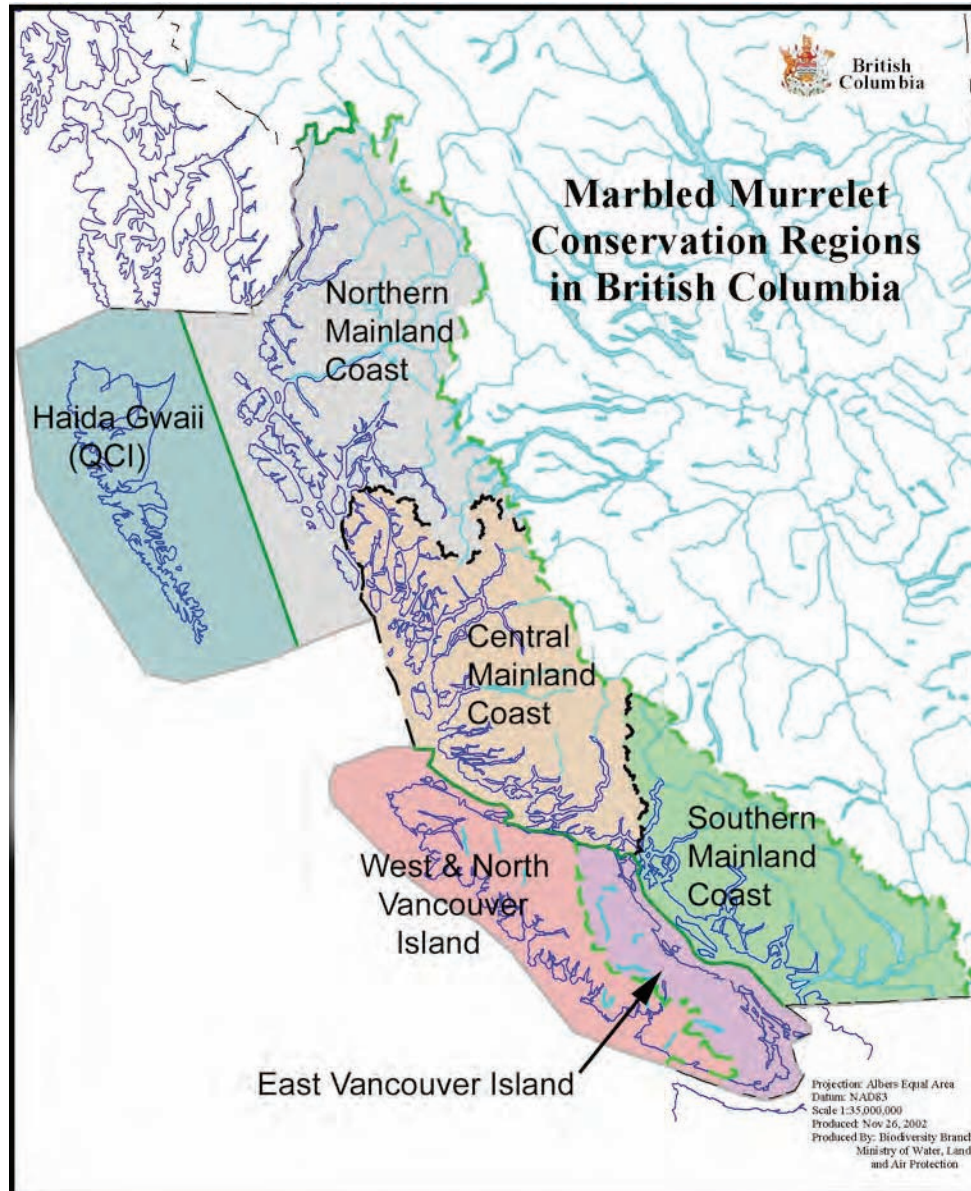 British
Columbia
Marbled Murrelet
Conservation Regions
in British Columbia
Northern
Mainland
Coast
Haida Gwaii
(QCI)
Central
Mainland
Coast
Southern
Mainland
Coast
West & North
Vancouver
Island
East Vancouver Island
Projection: Albers Equal Area
Datum: NAD83
Scale 1:35,000,000
Produced: Nov 26, 2002
Produced By: Biodiversity Branch
Ministry of Water, Land
and Air Protection